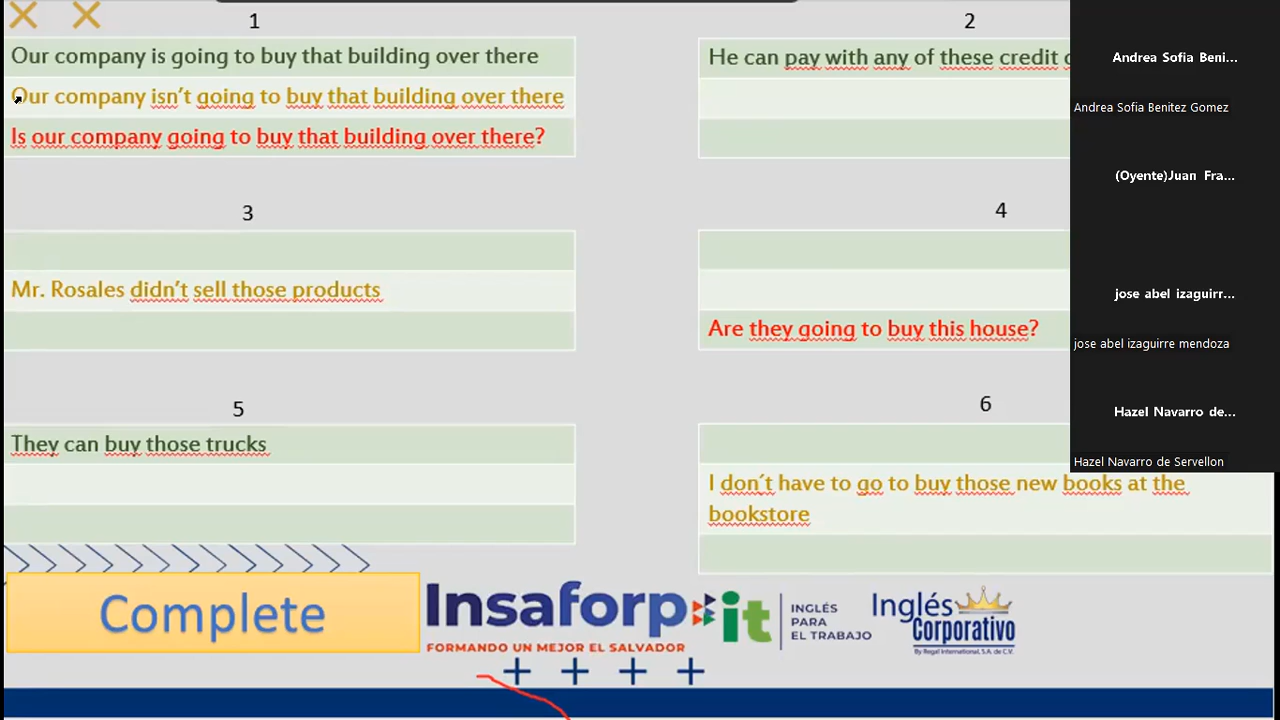 1
Our company is going to buy that building over there
Our company isn't going to buy that building over there
Is our company going to buy that building over there?
2
He can pay with any of these credit
3
Mr. Rosales didn't sell those products
4
Are they going to buy this house?
5
They can buy those trucks
6
I don´t have to go to buy those new books at the
bookstore
Complete
Insaforp
FORMANDO UN MEJOR EL SALVADOR
it
INGLÉS
PARA
EL TRABAJO
Inglés
Corporativo
By Regal International, S.A. de C.V.
Andrea Sofia Beni...
Andrea Sofia Benitez Gomez
(Oyente)Juan Fra...
jose abel izaguirr...
jose abel izaguirre mendoza
Hazel Navarro de...
Hazel Navarro de Servellon